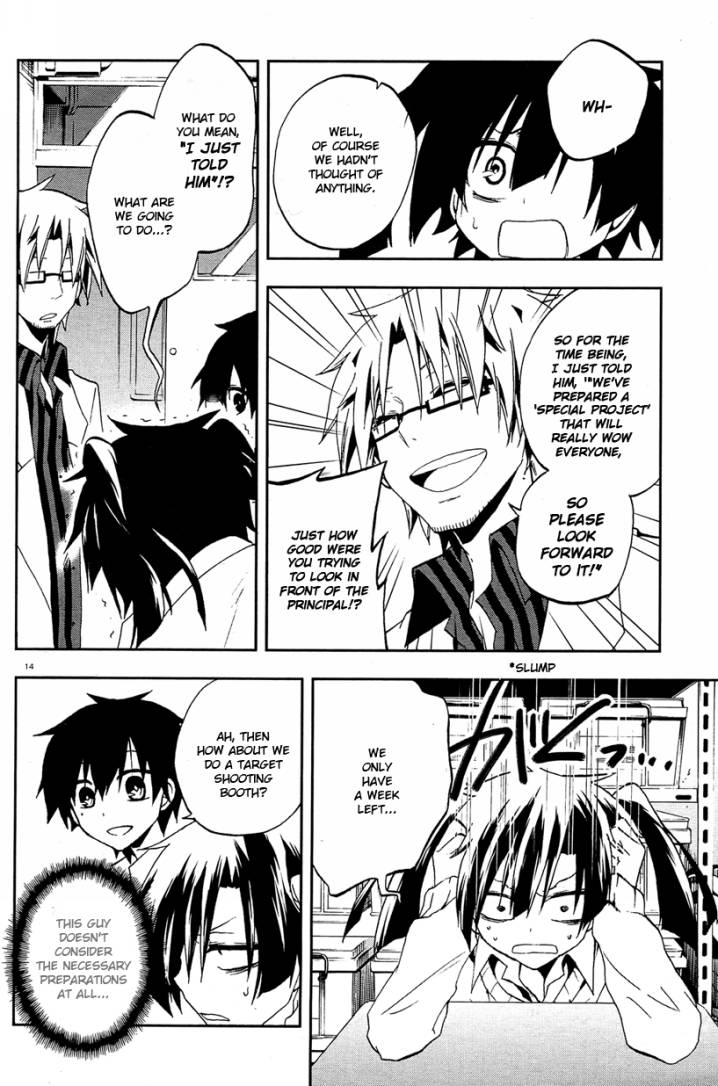 WH-
WELL,
OF COURSE
WE HADN'T
THOUGHT OF
ANYTHING.
WHAT DO
YOU MEAN,
"I JUST
TOLD
HIM"!?
WHAT ARE
WE GOING
TO DO...?
SO FOR THE
TIME BEING,
I JUST TOLD
HIM, '"WE'VE
PREPARED A
'SPECIAL PROJECT'
THAT WILL
REALLY WOW
EVERYONE,
SO
PLEASE
LOOK
FORWARD
TO IT!"
JUST HOW
GOOD WERE
YOU TRYING
TO LOOK IN
FRONT OF THE
PRINCIPAL!?
14
*SLUMP
ガクッ...
WE
ONLY
HAVE
A WEEK
LEFT...
AH, THEN
HOW ABOUT WE
DO A TARGET
SHOOTING
BOOTH?
THIS GUY
DOESN'T
CONSIDER
THE NECESSARY
PREPARATIONS
AT ALL...